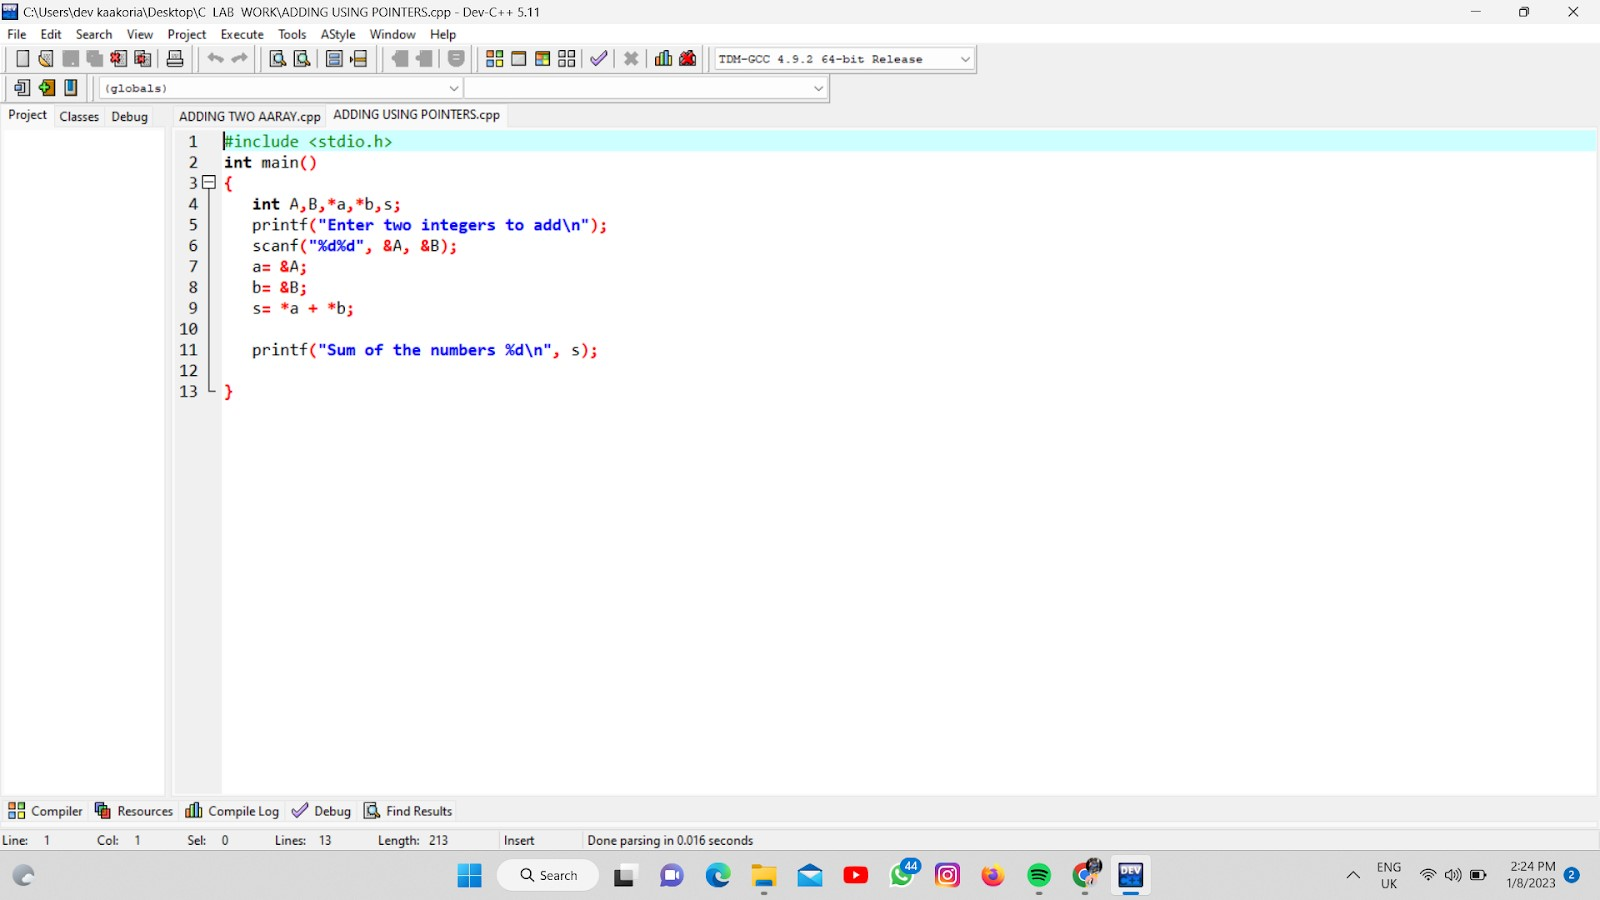 C:\Users\dev kaakoria\Desktop\C  LAB  WORK\ADDING USING POINTERS.cpp - Dev-C++ 5.11
File Edit Search View Project Execute Tools AStyle Window Help
TDM-GCC 4.9.2 64-bit Release
(globals)
Project Classes Debug ADDING TWO AARAY.cpp ADDING USING POINTERS.cpp
1 #include <stdio.h>
2 int main()
3 {
4 int A,B,*a,*b,s;
5 printf("Enter two integers to add\n");
6 scanf("%d%d", &A, &B);
7 a= &A;
8 b= &B;
9 s= *a + *b;
10
11 printf("Sum of the numbers %d\n", s);
12
13 }
Compiler Resources Compile Log Debug Find Results
Line: 1 Col: 1 Sel: 0 Lines: 13 Length: 213 Insert Done parsing in 0.016 seconds
Search 44 DEV ENG UK 2:24 PM 1/8/2023 2